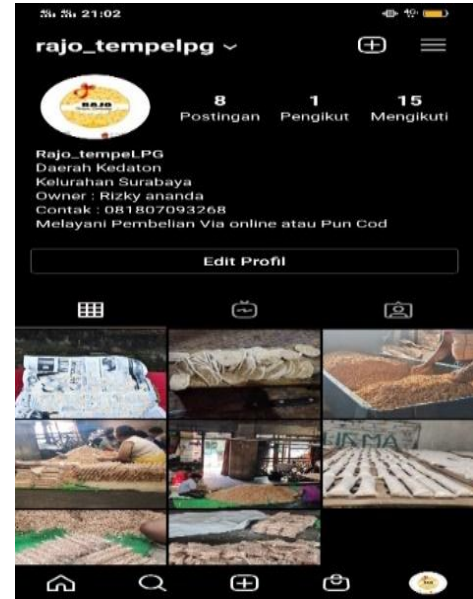 21:02
rajo_tempelpg
8 1 15
Postingan Pengikut Mengikuti
RAJO
Rajo_tempeLPG
Daerah Kedaton
Kelurahan Surabaya
Owner : Rizky ananda
Contak : 081807093268
Melayani Pembelian Via online atau Pun Cod
Edit Profil